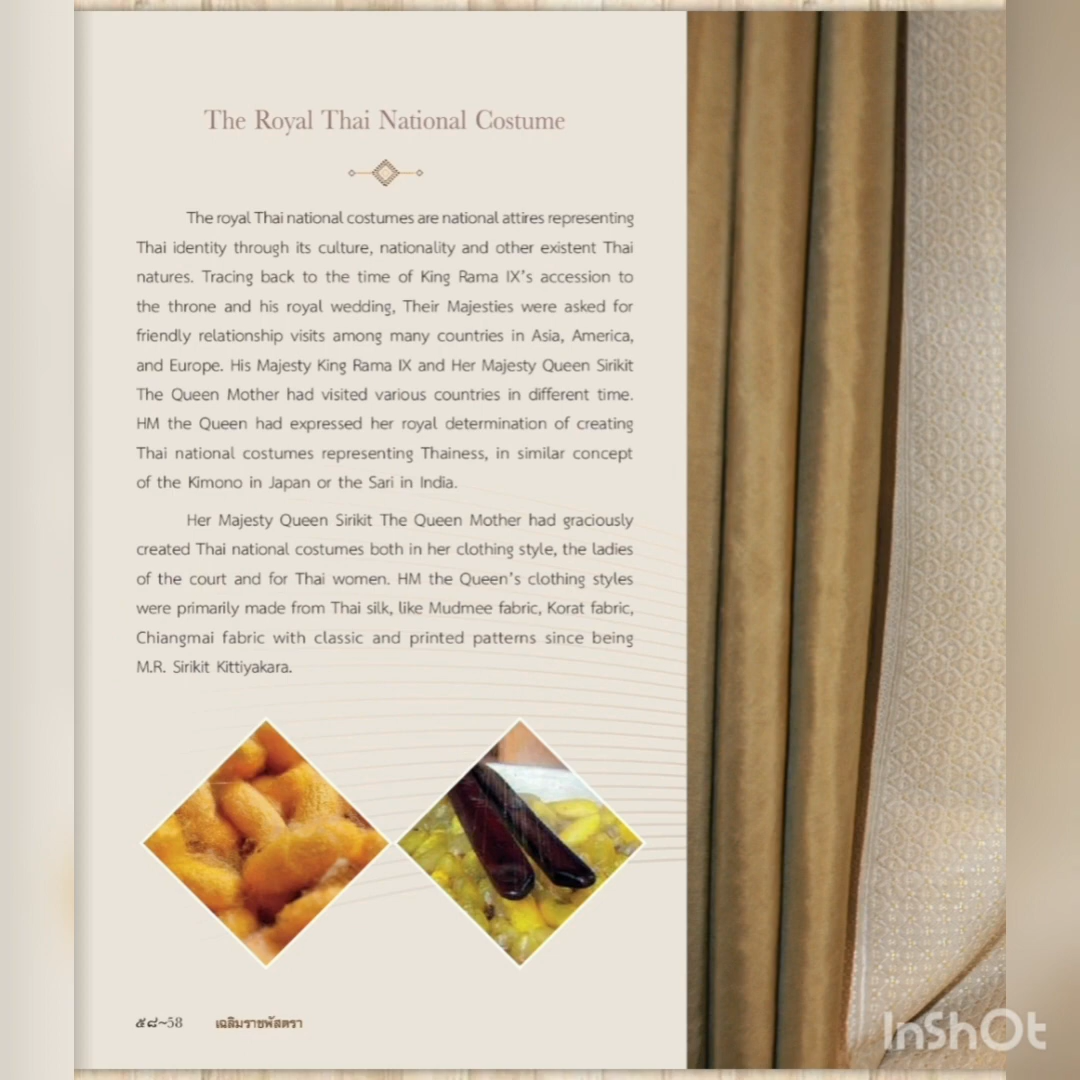 The Royal Thai National Costume
The royal Thai national costumes are national attires representing
Thai identity through its culture, nationality and other existent Thai
natures. Tracing back to the time of King Rama IX's accession to
the throne and his royal wedding, Their Majesties were asked for
friendly relationship visits among many countries in Asia, America,
and Europe. His Majesty King Rama IX and Her Majesty Queen Sirikit
The Queen Mother had visited various countries in different time.
HM the Queen had expressed her royal determination of creating
Thai national costumes representing Thainess, in similar concept
of the Kimono in Japan or the Sari in India.
Her Majesty Queen Sirikit The Queen Mother had graciously
created Thai national costumes both in her clothing style, the ladies
of the court and for Thai women. HM the Queen's clothing styles
were primarily made from Thai silk, like Mudmee fabric, Korat fabric,
Chiangmai fabric with classic and printed patterns since being
M.R. Sirikit Kittiyakara.
๕๘~58 เฉลิมราชพัสตรา
InShOt